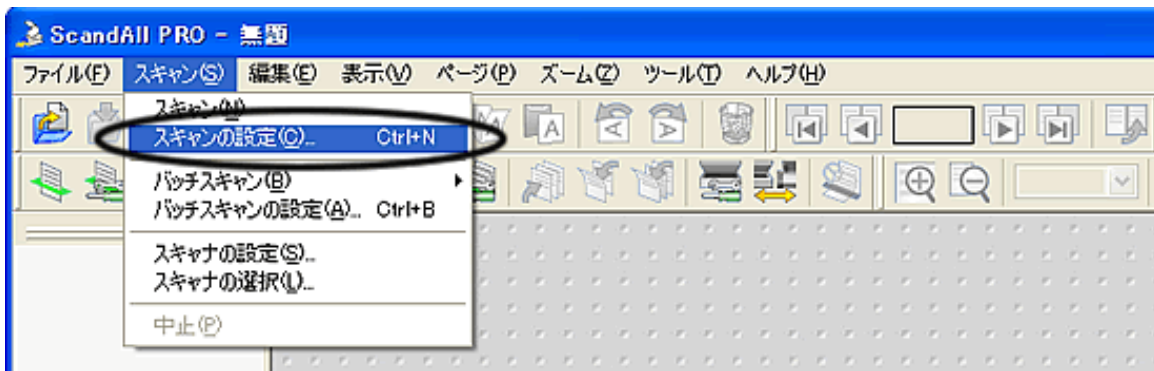 ScandAll PRO - 無題
ファイル(F) スキャン(S) 編集(E) 表示(V) ページ(P) ズーム(Z) ツール(T) ヘルプ(H)
スキャン(N)
スキャンの設定(C)... Ctrl+N
バッチスキャン(B)
バッチスキャンの設定(A)... Ctrl+B
スキャナの設定(S)...
スキャナの選択(L)...
中止(P)